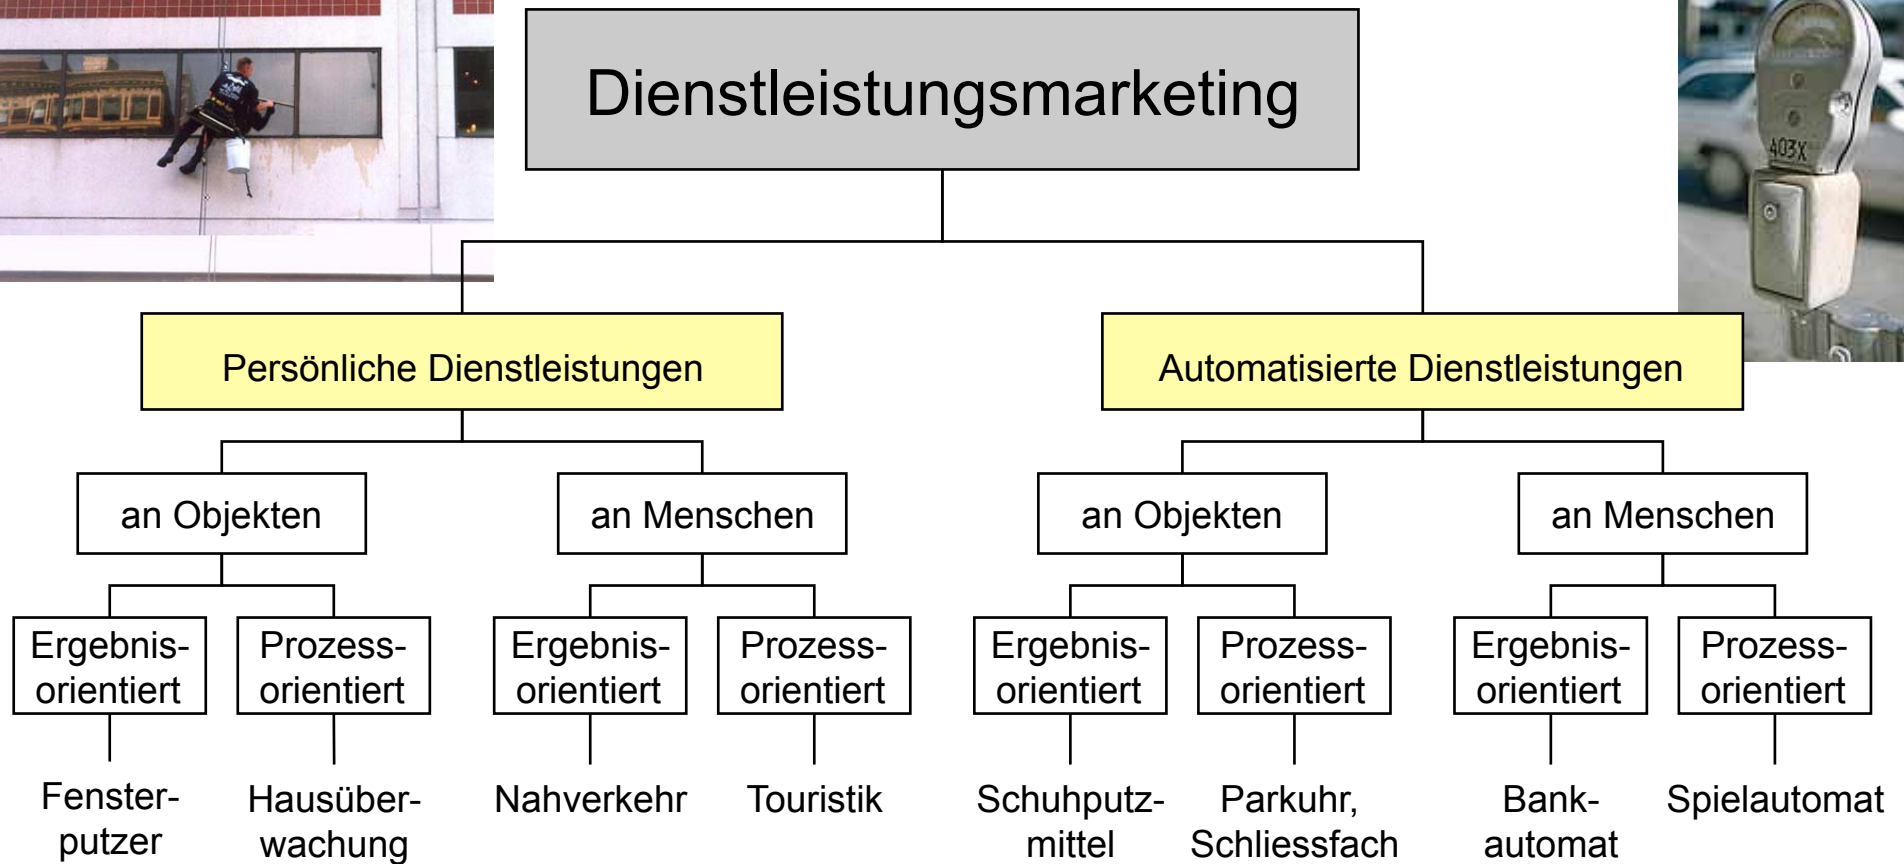 Dienstleistungsmarketing
403X
Persönliche Dienstleistungen
Automatisierte Dienstleistungen
an Objekten
an Menschen
an Objekten
an Menschen
Ergebnis-
orientiert
Prozess-
orientiert
Ergebnis-
orientiert
Prozess-
orientiert
Ergebnis-
orientiert
Prozess-
orientiert
Ergebnis-
orientiert
Prozess-
orientiert
Fenster-
putzer
Hausüber-
wachung
Nahverkehr
Touristik
Schuhputz-
mittel
Parkuhr,
Schliessfach
Bank-
automat
Spielautomat